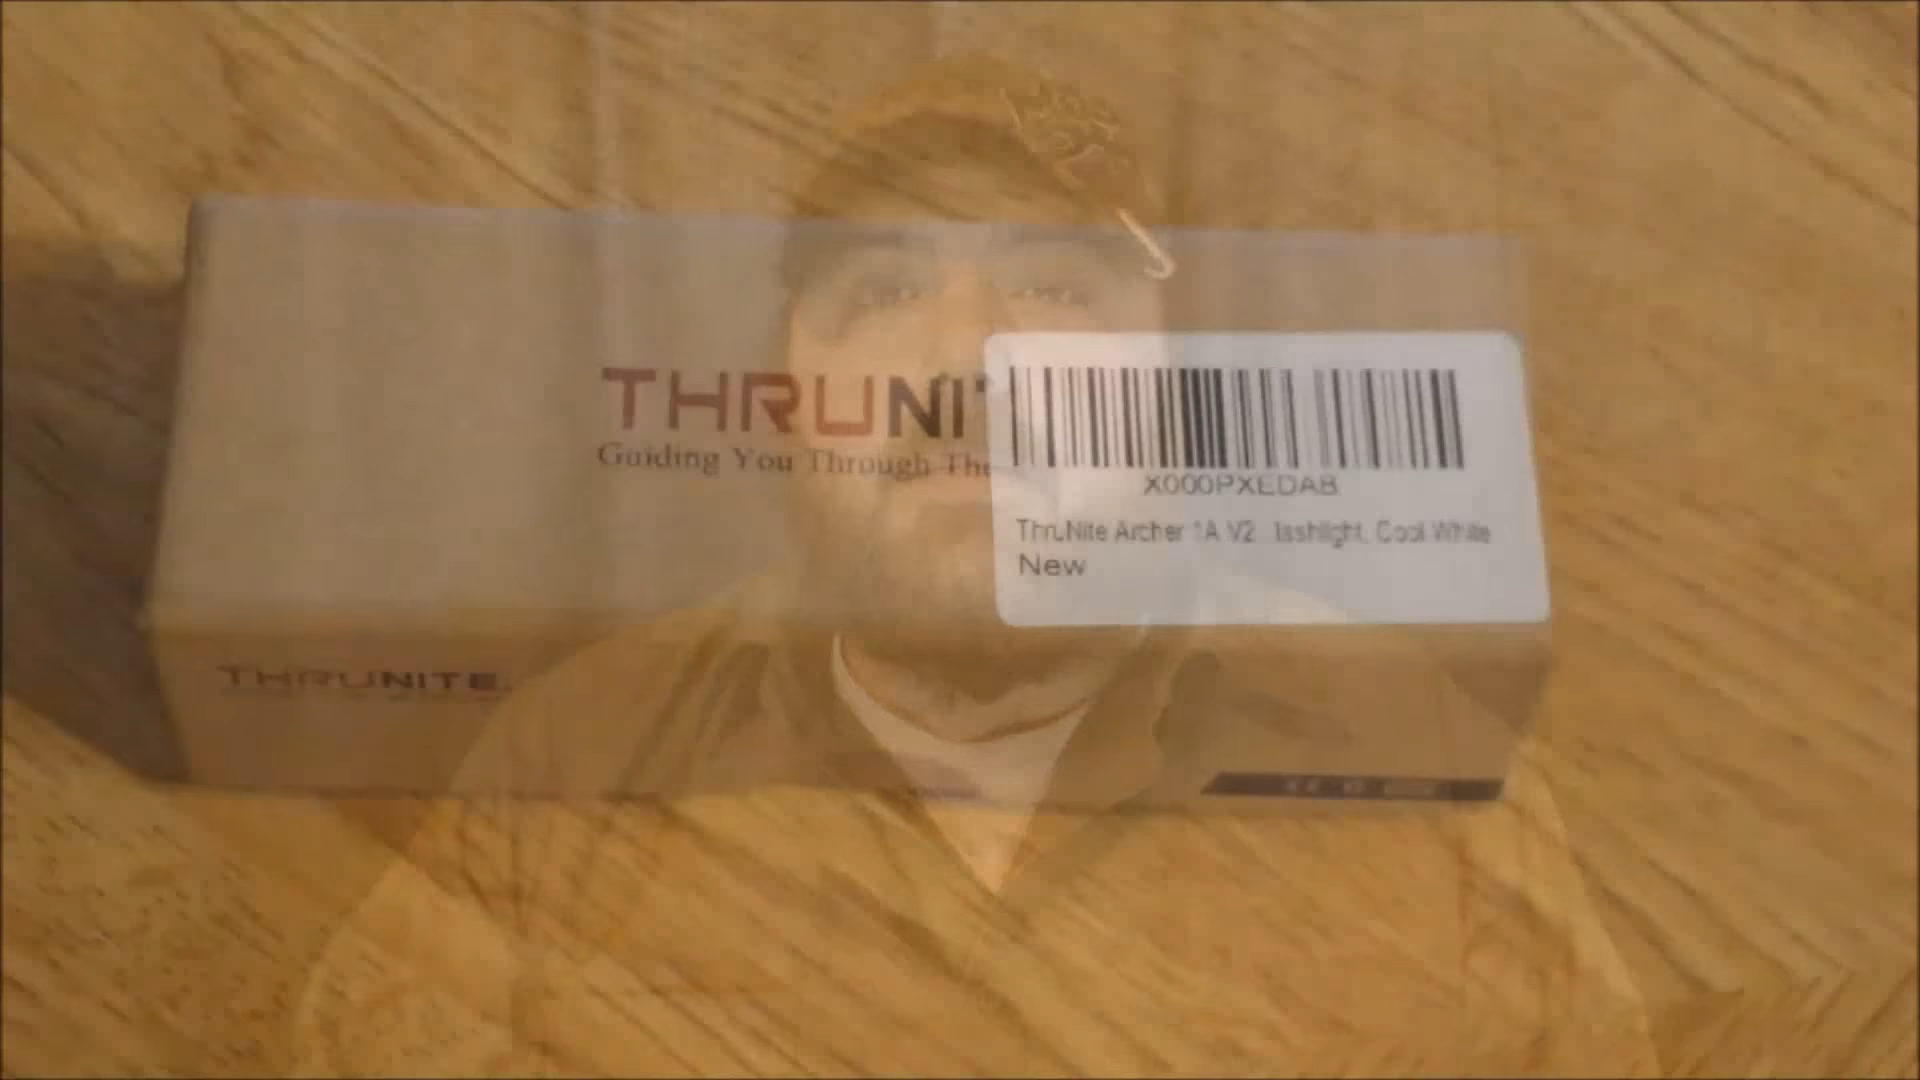 THRUNI
Guiding You Through The
X000PXEDAB
ThruNite Archer 1A V2 lashlight, Cool White
New
THRUNITE